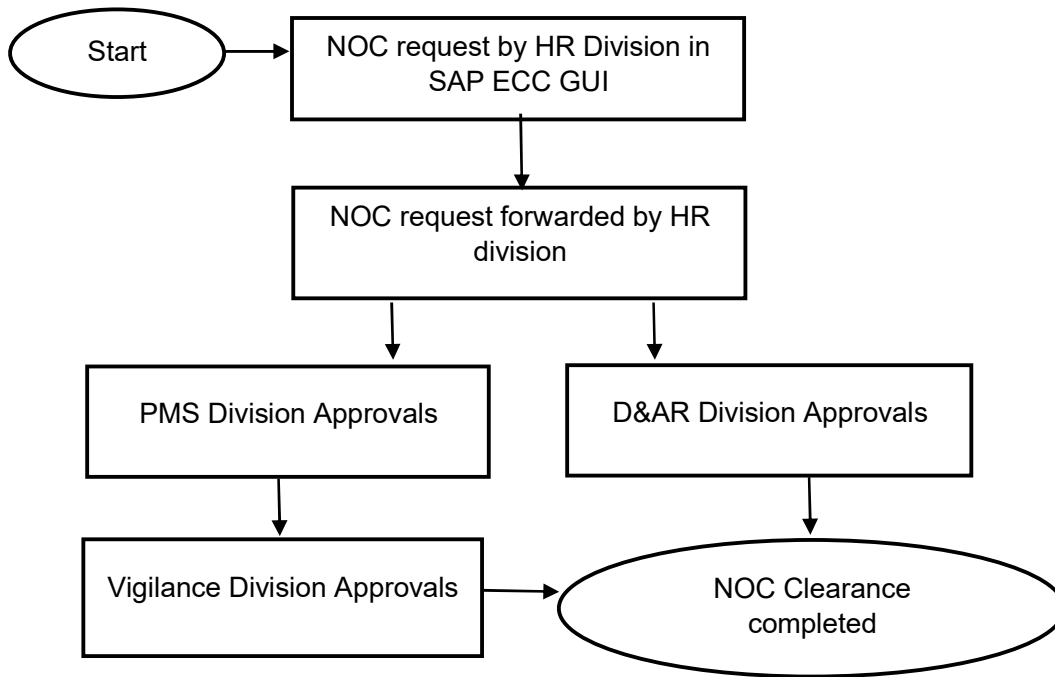 Start
NOC request by HR Division in
SAP ECC GUI
NOC request forwarded by HR
division
PMS Division Approvals
D&AR Division Approvals
Vigilance Division Approvals
NOC Clearance
completed